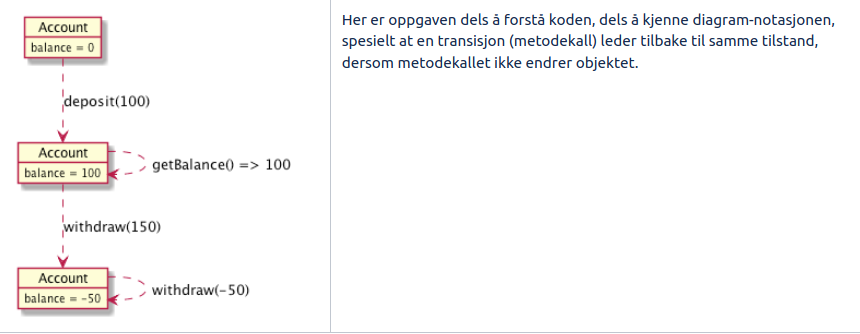 Account
balance = 0
deposit(100)
Account
balance = 100
getBalance() => 100
withdraw(150)
Account
balance = -50
withdraw(-50)
Her er oppgaven dels å forstå koden, dels å kjenne diagram-notasjonen,
spesielt at en transisjon (metodekall) leder tilbake til samme tilstand,
dersom metodekallet ikke endrer objektet.